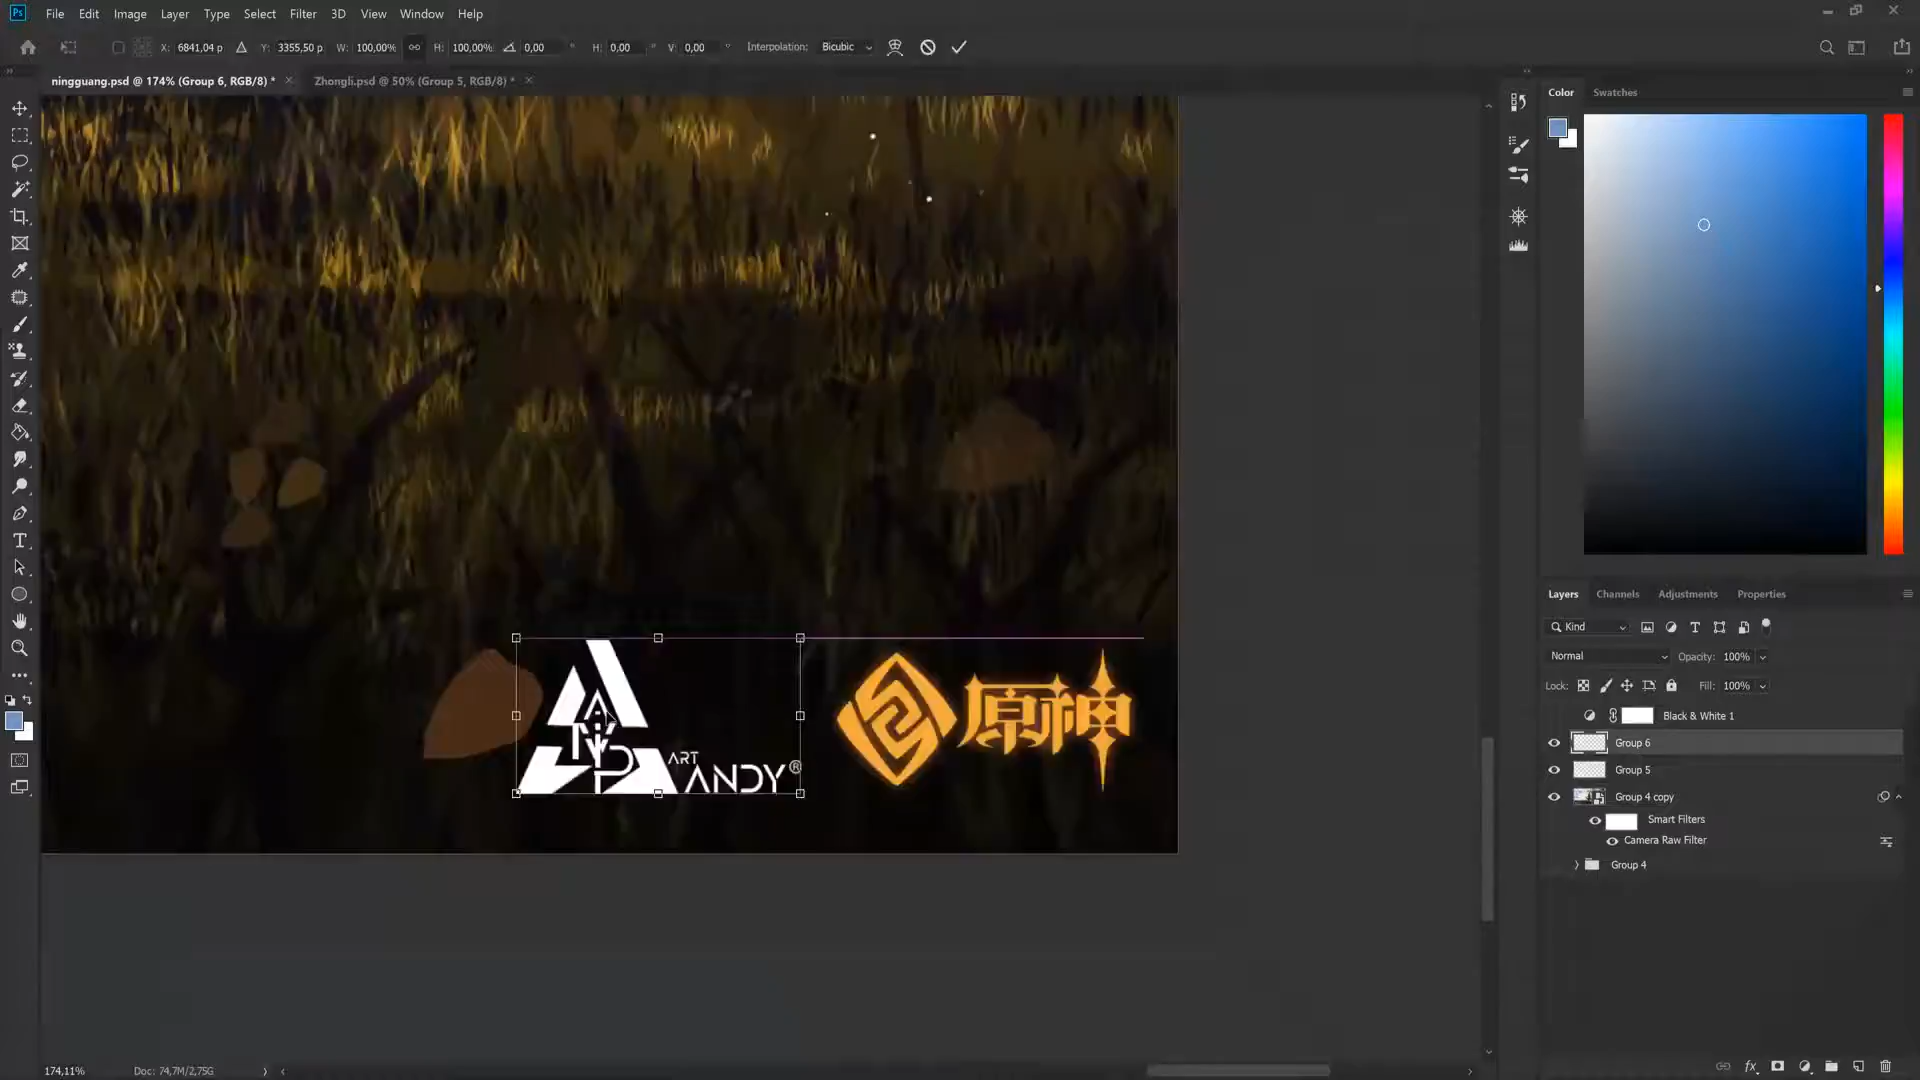 Ps File Edit Image Layer Type Select Filter 3D View Window Help
X: 6841,04 p Y: 3355,50 p W: 100,00% H: 100,00% 0,00 ° H: 0,00 ° V: 0,00 ° Interpolation: Bicubic
ningguang.psd @ 174% (Group 6, RGB/8) * Zhongli.psd @ 50% (Group 5, RGB/8) *
Color Swatches
Layers Channels Adjustments Properties
Kind
Normal Opacity: 100%
Lock: Fill: 100%
Black & White 1
Group 6
Group 5
Group 4 copy
Smart Filters
Camera Raw Filter
Group 4
原神
ART
ANDY®
174,11% Doc: 74,7M/2,75G